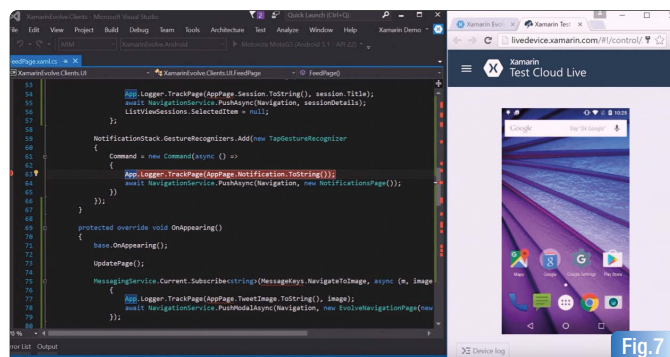 XamarinEvolve.Clients - Microsoft Visual Studio
Quick Launch (Ctrl+Q)
File Edit View Project Build Debug Team Tools Architecture Test Analyze Window Help Xamarin Demo
ARM XamarinEvolve.Android Motorola MotoG3 (Android 5.1 - API 22)
FeedPage.xaml.cs
XamarinEvolve.Clients.UI XamarinEvolve.Clients.UI.FeedPage FeedPage()
53
54 App.Logger.TrackPage(AppPage.Session.ToString(), session.Title);
55 await NavigationService.PushAsync(Navigation, sessionDetails);
56 ListViewSessions.SelectedItem = null;
57 };
58
59 NotificationStack.GestureRecognizers.Add(new TapGestureRecognizer
60 {
61 Command = new Command(async () =>
62 {
63 App.Logger.TrackPage(AppPage.Notification.ToString());
64 await NavigationService.PushAsync(Navigation, new NotificationsPage());
65 })
66 });
67 }
68
69 protected override void OnAppearing()
70 {
71 base.OnAppearing();
72
73 UpdatePage();
74
75 MessagingService.Current.Subscribe<string>(MessageKeys.NavigateToImage, async (m, image
76 {
77 App.Logger.TrackPage(AppPage.TweetImage.ToString(), image);
78 await NavigationService.PushModalAsync(Navigation, new EvolveNavigationPage(new
79 });
80
Error List Output
Xamarin Evol Xamarin Test
livedevice.xamarin.com/#!/control/
Xamarin
Test Cloud Live
10:25
Google Say "Ok Google"
Maps Google Google Settings Play Store
Device log
Fig.7